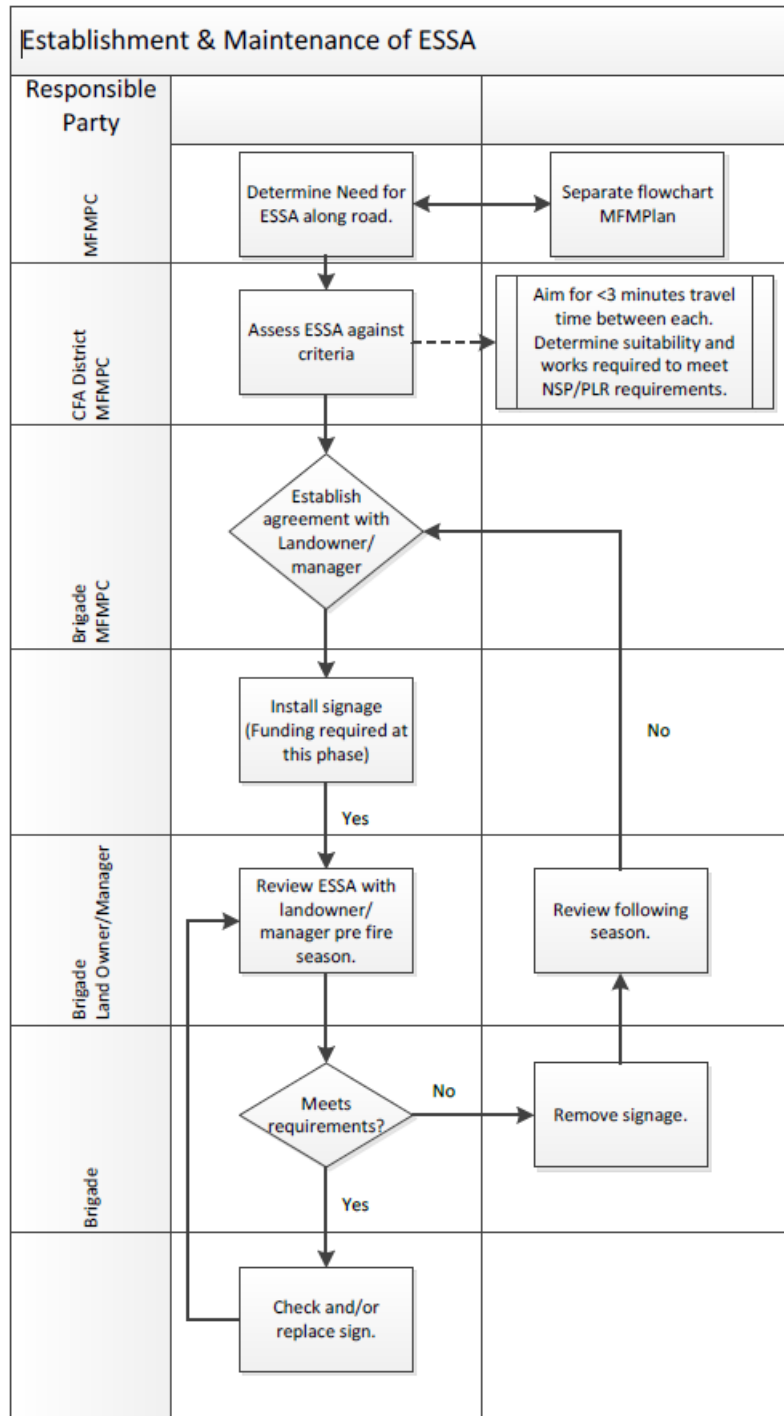 Establishment & Maintenance of ESSA
Responsible
Party
MFMPC
Determine Need for
ESSA along road.
Separate flowchart
MFMPlan
CFA District
MFMPC
Assess ESSA against
criteria
Aim for <3 minutes travel
time between each.
Determine suitability and
works required to meet
NSP/PLR requirements.
Brigade
MFMPC
Establish
agreement with
Landowner/
manager
Install signage
(Funding required at
this phase)
No
Yes
Brigade
Land Owner/Manager
Review ESSA with
landowner/
manager pre fire
season.
Review following
season.
Brigade
Meets
requirements?
No
Remove signage.
Yes
Check and/or
replace sign.